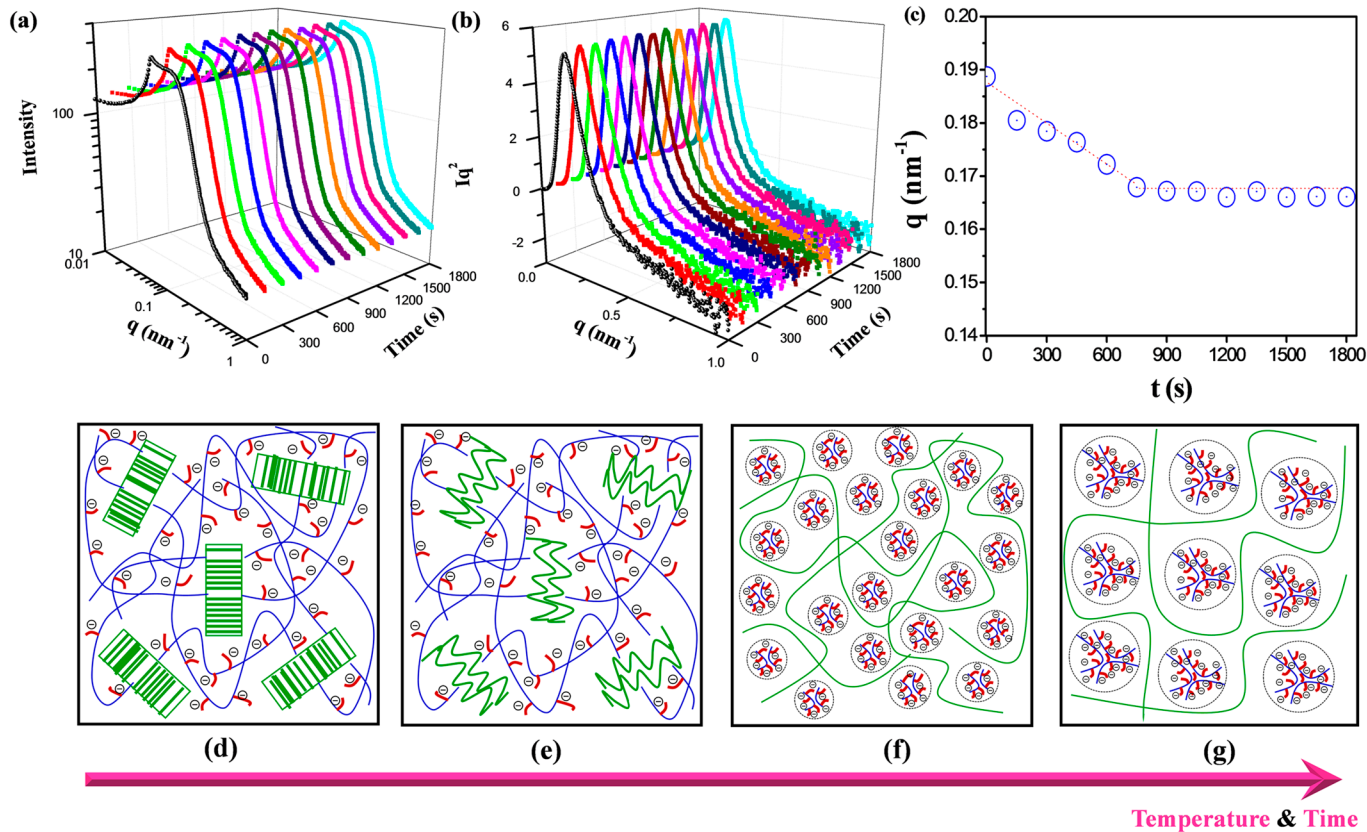 (a)
Intensity
100
10
0.01
0.1
1
q (nm-1)
0
300
600
900
1200
1500
1800
Time (s)
(b)
Iq2
6
4
2
0
-2
0.0
0.5
1.0
q (nm-1)
0
300
600
900
1200
1500
1800
Time (s)
(c)
q (nm-1)
0.20
0.19
0.18
0.17
0.16
0.15
0.14
0 300 600 900 1200 1500 1800
t (s)
(d) (e) (f) (g)
Temperature & Time